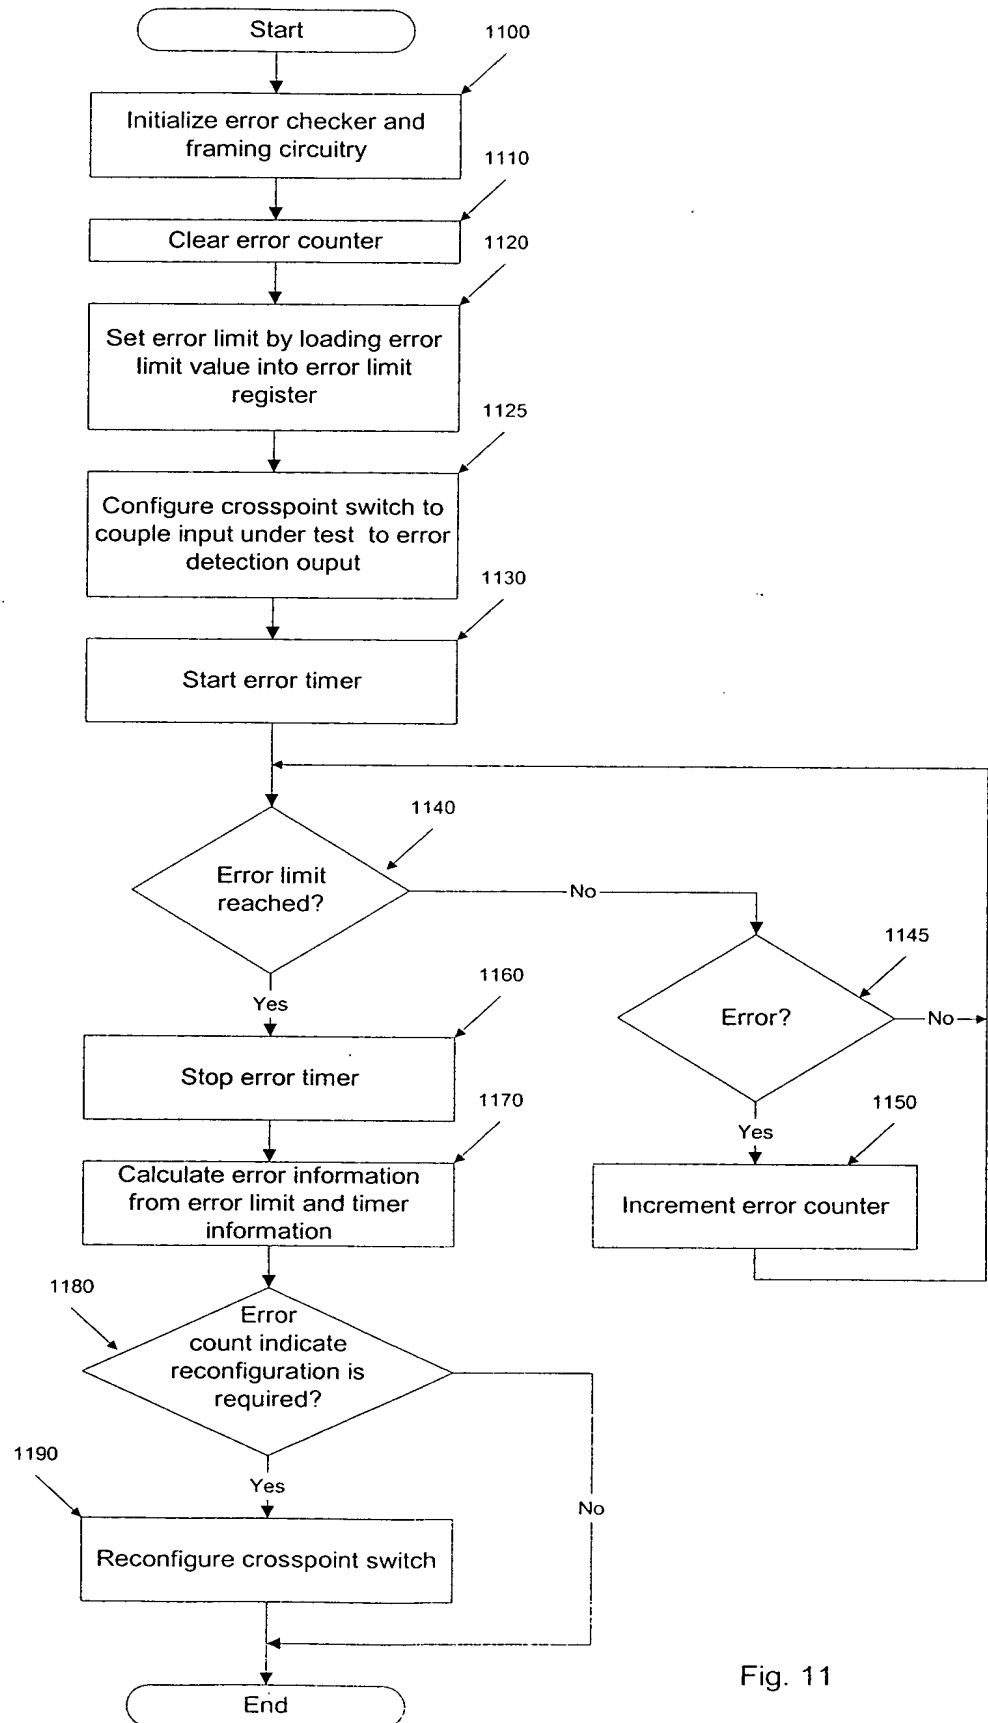 Start
1100
Initialize error checker and
framing circuitry
1110
Clear error counter
1120
Set error limit by loading error
limit value into error limit
register
1125
Configure crosspoint switch to
couple input under test to error
detection ouput
1130
Start error timer
1140
Error limit
reached?
No
1145
Error?
No
Yes
1160
Stop error timer
Yes
1150
Increment error counter
1170
Calculate error information
from error limit and timer
information
1180
Error
count indicate
reconfiguration is
required?
1190
Yes
No
Reconfigure crosspoint switch
End
Fig. 11